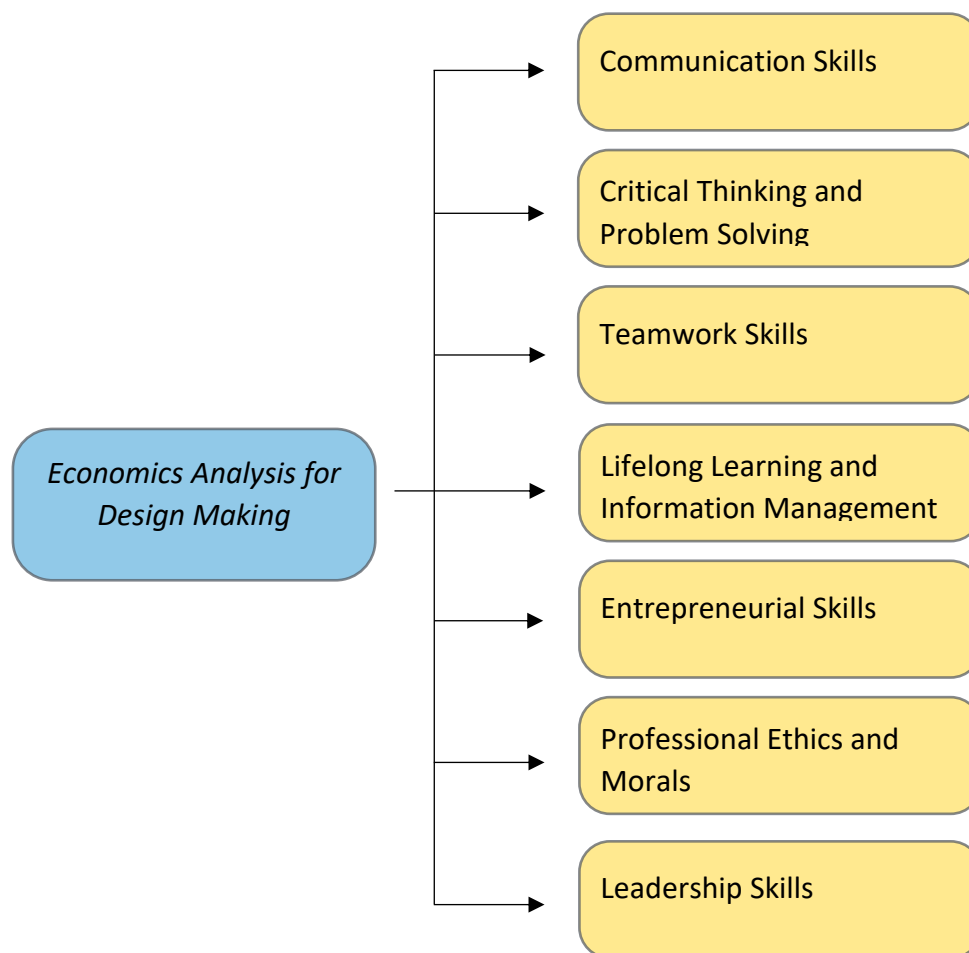 Communication Skills
Critical Thinking and
Problem Solving
Teamwork Skills
Economics Analysis for
Design Making
Lifelong Learning and
Information Management
Entrepreneurial Skills
Professional Ethics and
Morals
Leadership Skills